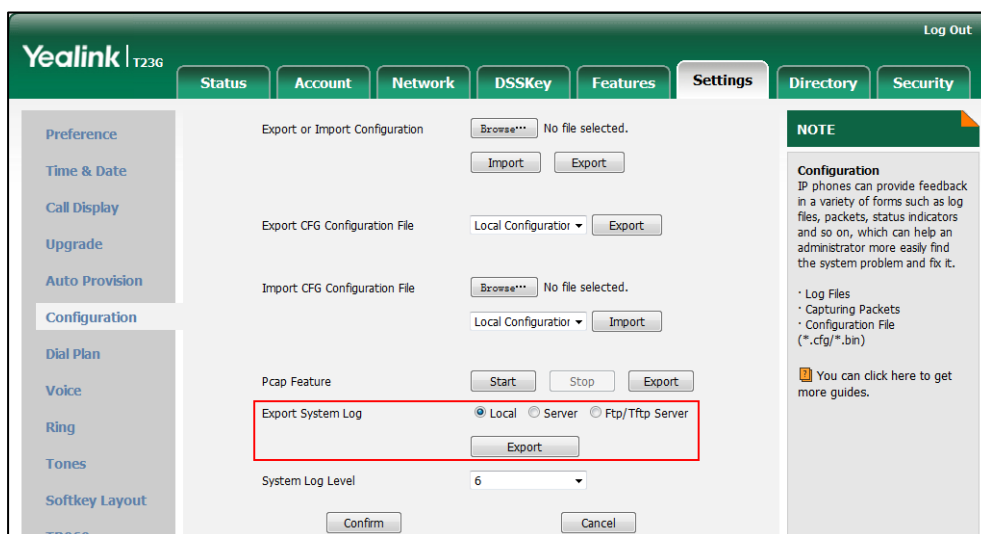 Log Out
Yealink T23G
Status Account Network DSSKey Features Settings Directory Security
Preference
Time & Date
Call Display
Upgrade
Auto Provision
Configuration
Dial Plan
Voice
Ring
Tones
Softkey Layout
Export or Import Configuration Browse··· No file selected.
Import Export
Export CFG Configuration File Local Configuration Export
Import CFG Configuration File Browse··· No file selected.
Local Configuration Import
Pcap Feature Start Stop Export
Export System Log Local Server Ftp/Tftp Server
Export
System Log Level 6
Confirm Cancel
NOTE
Configuration
IP phones can provide feedback
in a variety of forms such as log
files, packets, status indicators
and so on, which can help an
administrator more easily find
the system problem and fix it.
· Log Files
· Capturing Packets
· Configuration File
(*.cfg/*.bin)
? You can click here to get
more guides.